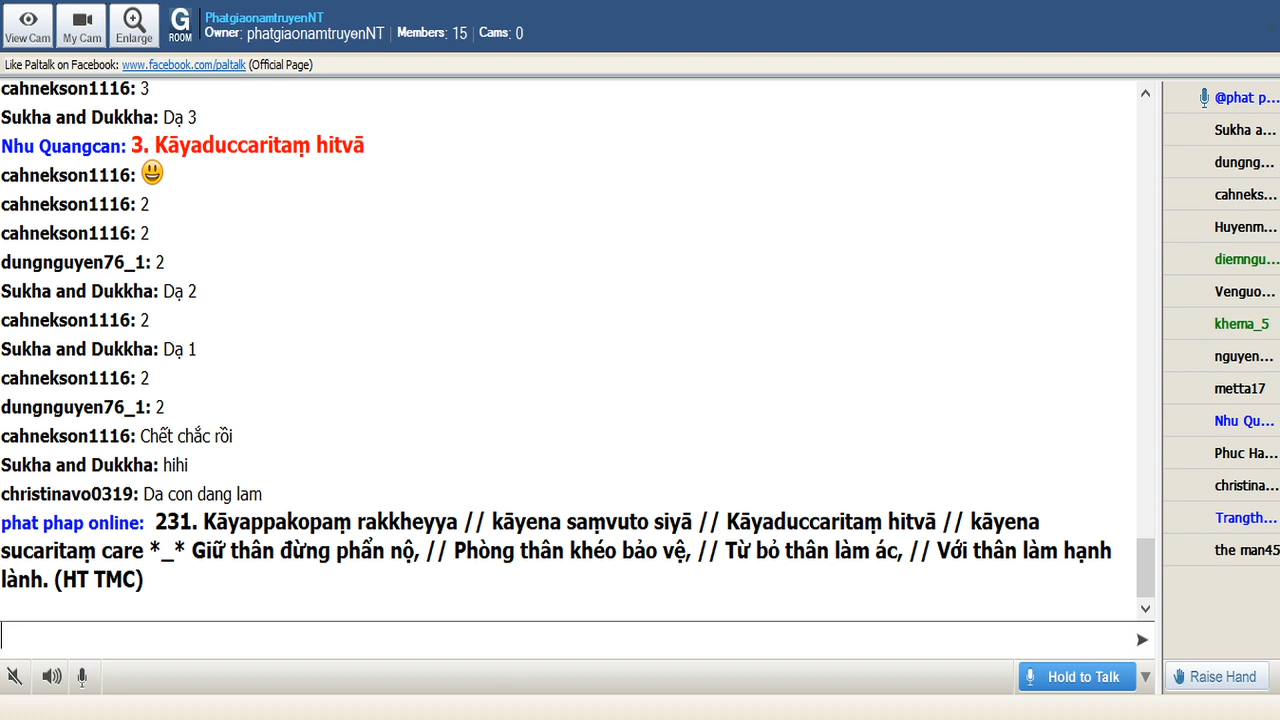 View Cam
My Cam
Enlarge
G
ROOM
PhatgiaonamtruyenNT
Owner: phatgiaonamtruyenNT | Members: 15 | Cams: 0
Like Paltalk on Facebook: www.facebook.com/paltalk (Official Page)
cahnekson1116: 3
Sukha and Dukkha: Dạ 3
Nhu Quangcan: 3. Kāyaduccaritaṃ hitvā
cahnekson1116: 😃
cahnekson1116: 2
cahnekson1116: 2
dungnguyen76_1: 2
Sukha and Dukkha: Dạ 2
cahnekson1116: 2
Sukha and Dukkha: Dạ 1
cahnekson1116: 2
dungnguyen76_1: 2
cahnekson1116: Chết chắc rồi
Sukha and Dukkha: hihi
christinavo0319: Da con dang lam
phat phap online: 231. Kāyappakopaṃ rakkheyya // kāyena saṃvuto siyā // Kāyaduccaritaṃ hitvā // kāyena
sucaritaṃ care *_* Giữ thân đừng phẩn nộ, // Phòng thân khéo bảo vệ, // Từ bỏ thân làm ác, // Với thân làm hạnh
lành. (HT TMC)
@phat p...
Sukha a...
dungng...
cahneks...
Huyenm...
diemngu...
Venguo...
khema_5
nguyen...
metta17
Nhu Qu...
Phuc Ha...
christina...
Trangth...
the man45
Hold to Talk
Raise Hand